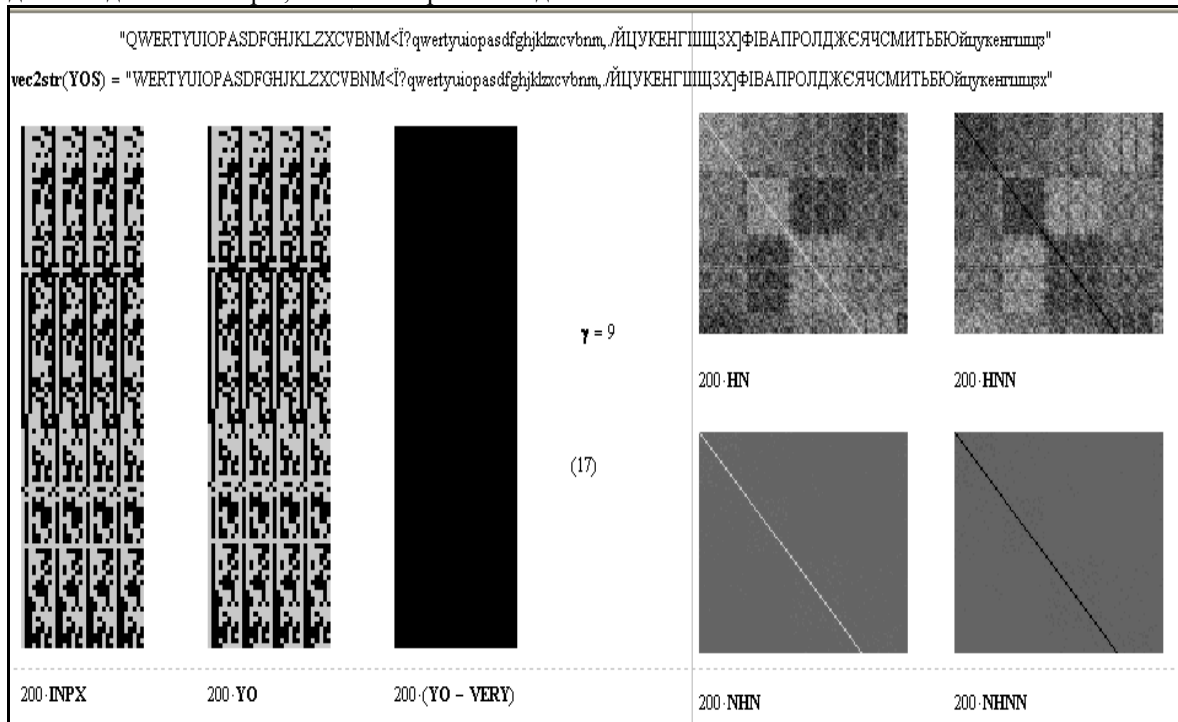 "QWERTYUIOPASDFGHJKLZXCVBNM<Ї?qwertyuiopasdfghjklzxcvbnm,./ЙЦУКЕНГШЩЗХ]ФІВАПРОЛДЖЄЯЧСМИТЬБЮйцукенгшщз"
vec2str(YOS) = "WERTYUIOPASDFGHJKLZXCVBNM<Ї?qwertyuiopasdfghjklzxcvbnm,./ЙЦУКЕНГШЩЗХ]ФІВАПРОЛДЖЄЯЧСМИТЬБЮйцукенгшщзх"
γ = 9
(17)
200·INPX
200·YO
200·(YO − VERY)
200·HN
200·HNN
200·NHN
200·NHNN